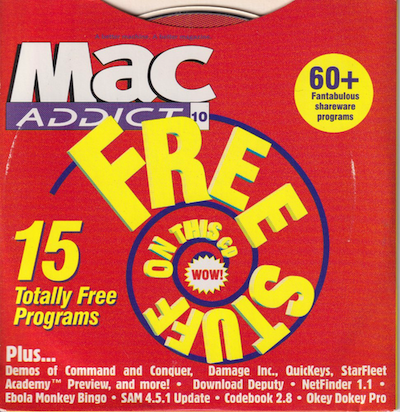 Mac
ADDICT 10
60+
Fantabulous
shareware
programs
FREE STUFF
ON THIS CD
WOW!
15
Totally Free
Programs
Plus...
Demos of Command and Conquer, Damage Inc., QuicKeys, StarFleet
Academy™ Preview, and more! • Download Deputy • NetFinder 1.1 •
Ebola Monkey Bingo • SAM 4.5.1 Update • Codebook 2.8 • Okey Dokey Pro